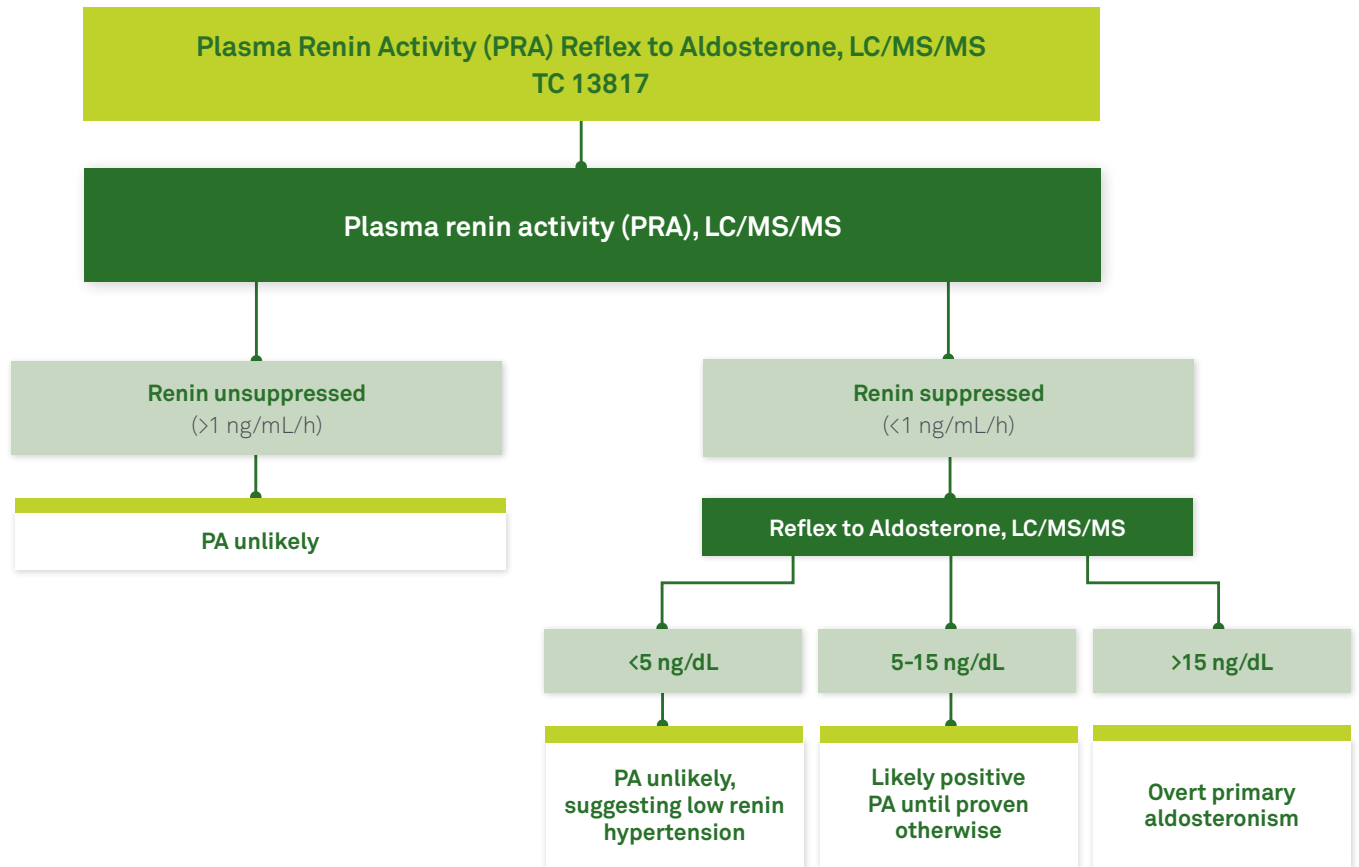 Plasma Renin Activity (PRA) Reflex to Aldosterone, LC/MS/MS
TC 13817
Plasma renin activity (PRA), LC/MS/MS
Renin unsuppressed
(>1 ng/mL/h)
Renin suppressed
(<1 ng/mL/h)
PA unlikely
Reflex to Aldosterone, LC/MS/MS
<5 ng/dL
5-15 ng/dL
>15 ng/dL
PA unlikely,
suggesting low renin
hypertension
Likely positive
PA until proven
otherwise
Overt primary
aldosteronism